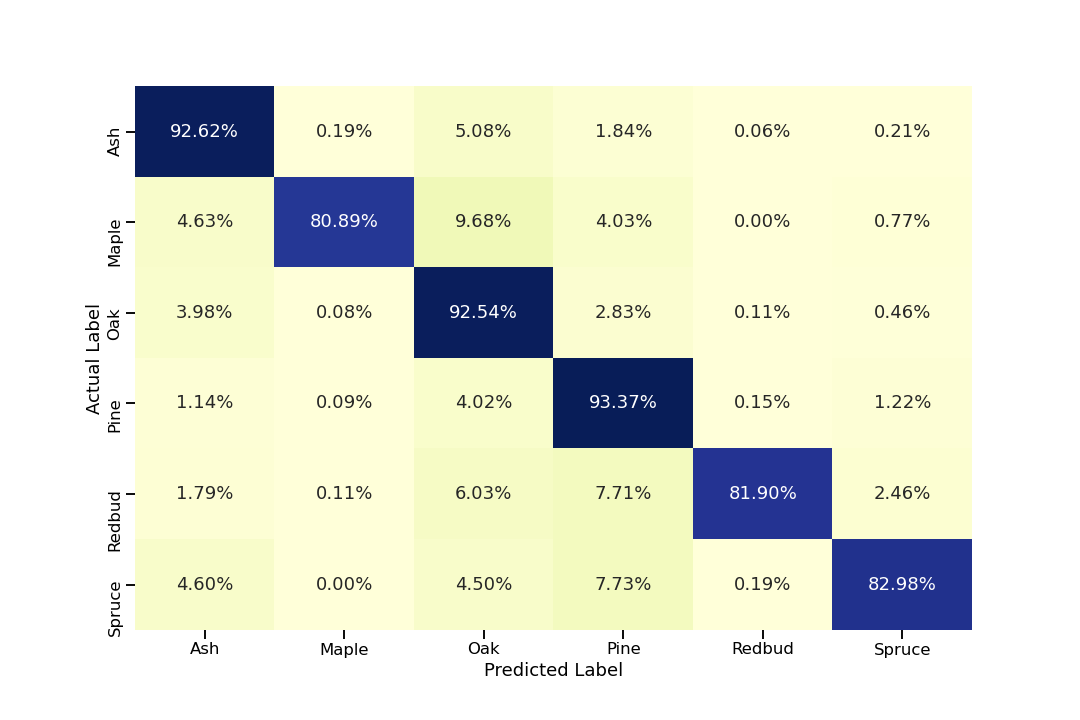 Actual Label
Ash 92.62% 0.19% 5.08% 1.84% 0.06% 0.21%
Maple 4.63% 80.89% 9.68% 4.03% 0.00% 0.77%
Oak 3.98% 0.08% 92.54% 2.83% 0.11% 0.46%
Pine 1.14% 0.09% 4.02% 93.37% 0.15% 1.22%
Redbud 1.79% 0.11% 6.03% 7.71% 81.90% 2.46%
Spruce 4.60% 0.00% 4.50% 7.73% 0.19% 82.98%
Ash Maple Oak Pine Redbud Spruce
Predicted Label